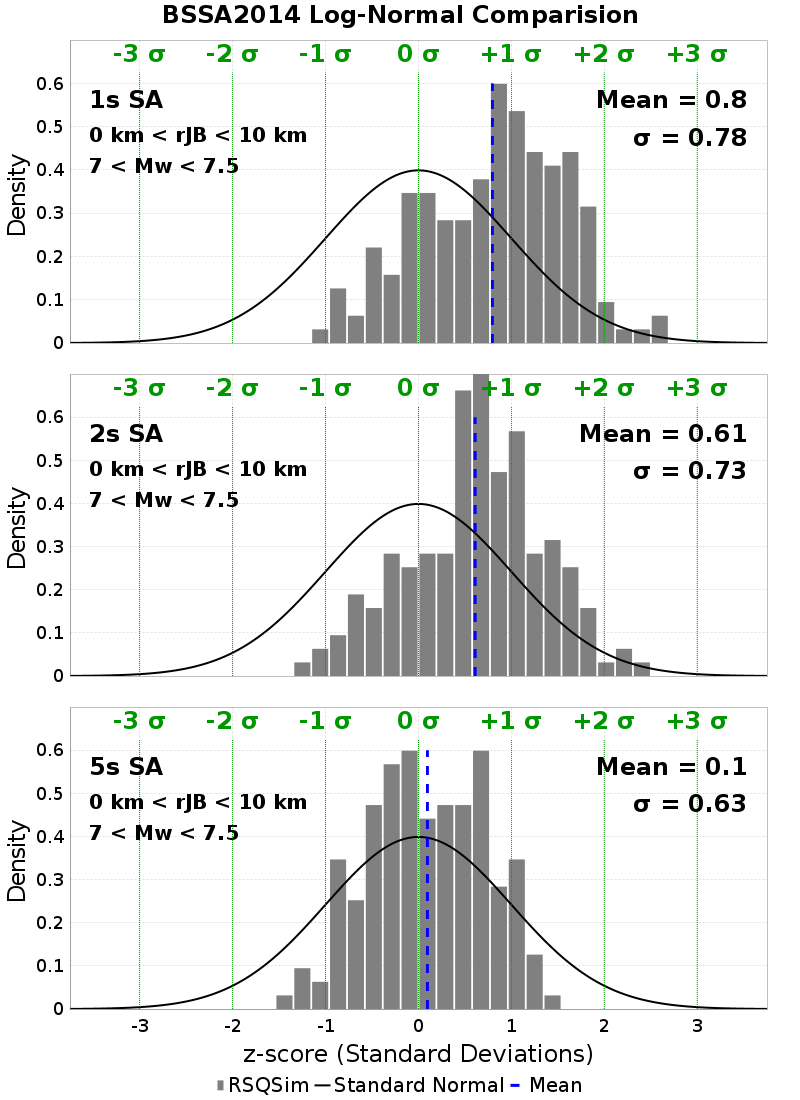 BSSA2014 Log-Normal Comparision
-3 σ -2 σ -1 σ 0 σ +1 σ +2 σ +3 σ
1s SA
0 km < rJB < 10 km
7 < Mw < 7.5
Mean = 0.8
σ = 0.78
Density
0.6
0.5
0.4
0.3
0.2
0.1
0
-3 σ -2 σ -1 σ 0 σ +1 σ +2 σ +3 σ
2s SA
0 km < rJB < 10 km
7 < Mw < 7.5
Mean = 0.61
σ = 0.73
Density
0.6
0.5
0.4
0.3
0.2
0.1
0
-3 σ -2 σ -1 σ 0 σ +1 σ +2 σ +3 σ
5s SA
0 km < rJB < 10 km
7 < Mw < 7.5
Mean = 0.1
σ = 0.63
Density
0.6
0.5
0.4
0.3
0.2
0.1
0
-3 -2 -1 0 1 2 3
z-score (Standard Deviations)
RSQSim Standard Normal Mean